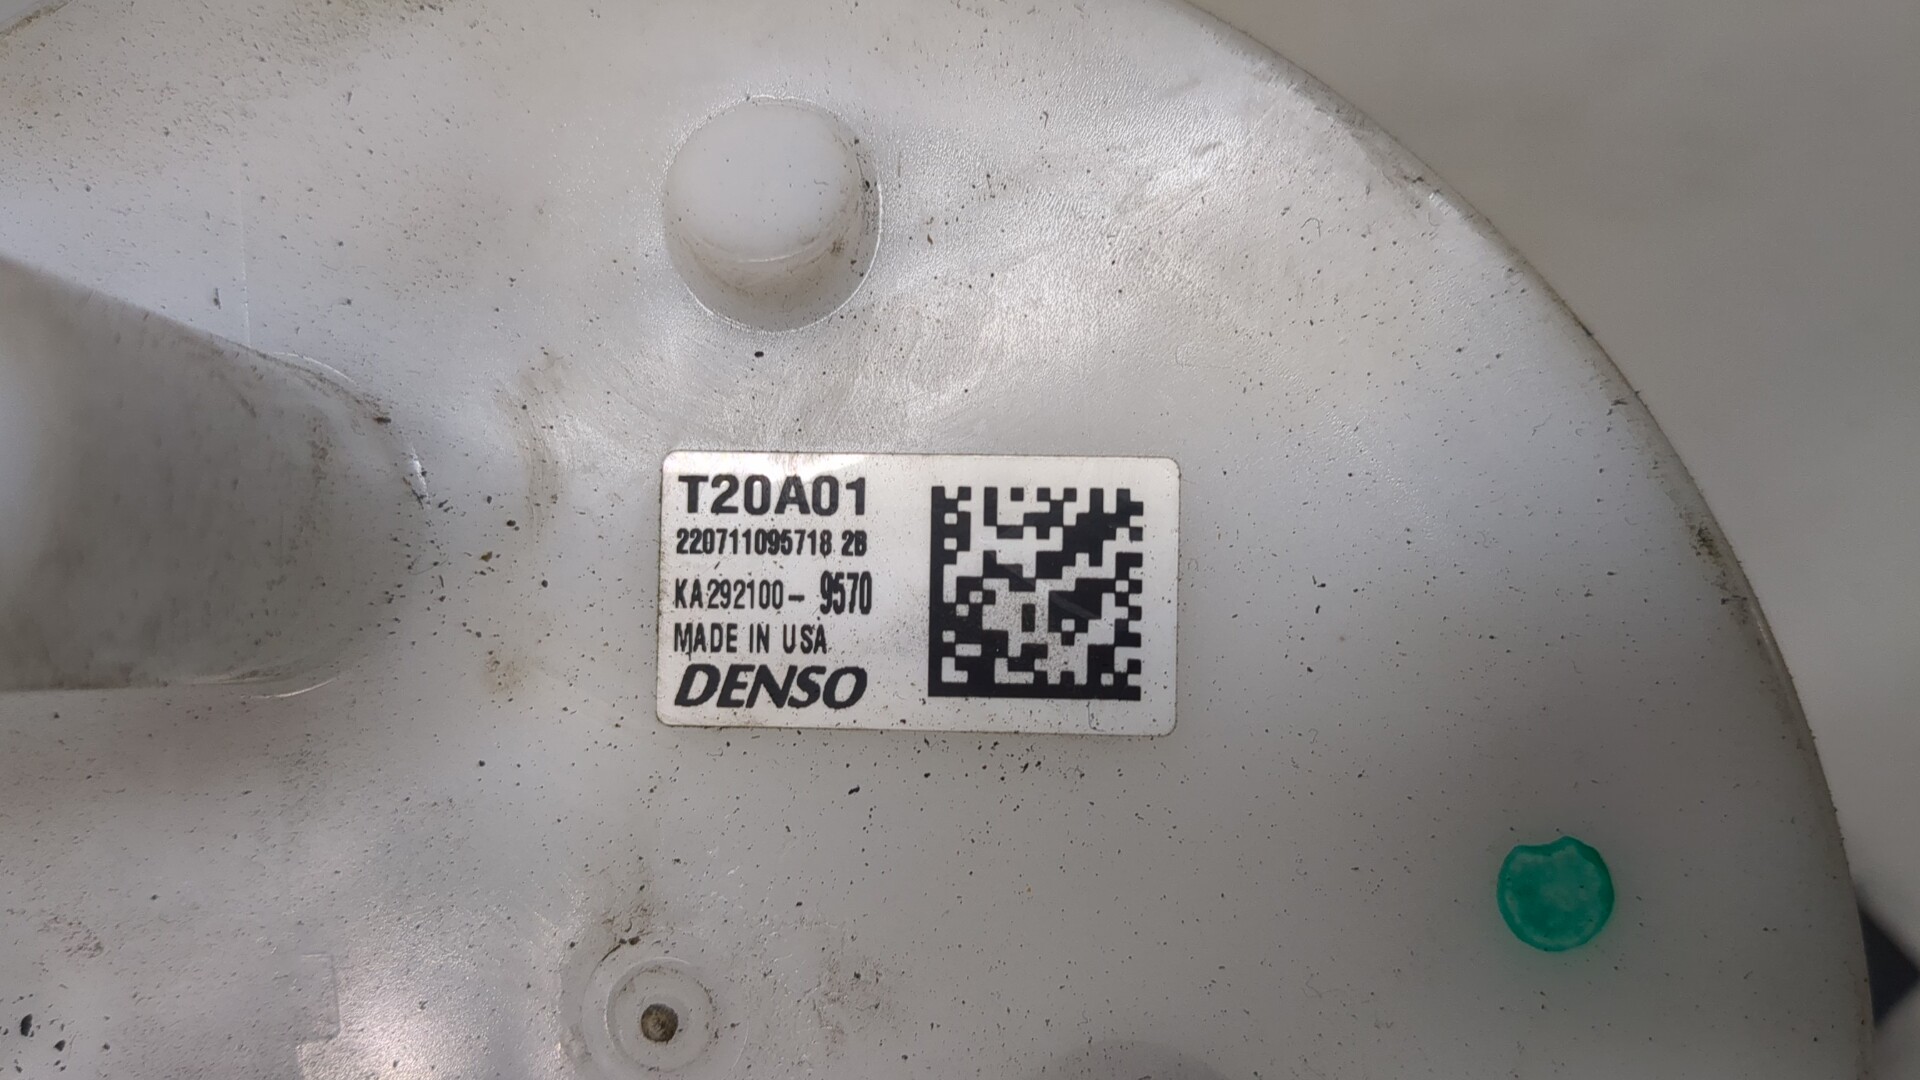 T20A01
220711095718 2B
KA292100- 9570
MADE IN USA
DENSO